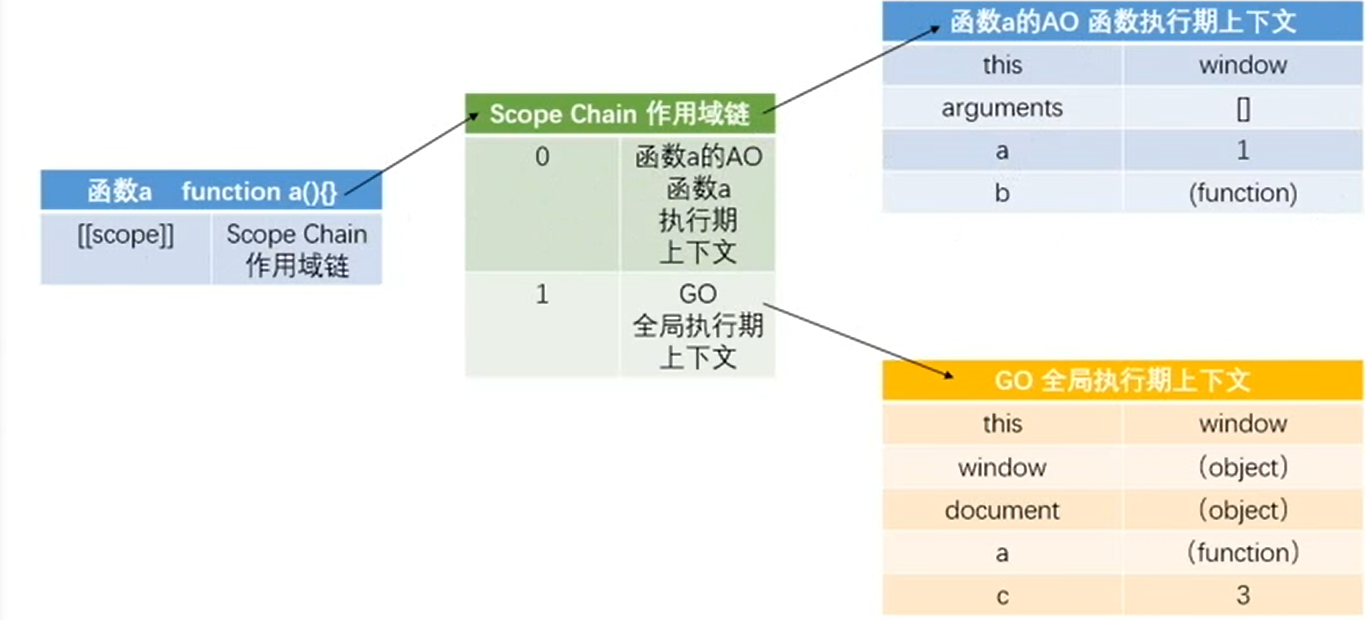 函数a function a(){}
[[scope]] Scope Chain
作用域链
Scope Chain 作用域链
0 函数a的AO
函数a
执行期
上下文
1 GO
全局执行期
上下文
函数a的AO 函数执行期上下文
this window
arguments []
a 1
b (function)
GO 全局执行期上下文
this window
window （object）
document （object）
a （function）
c 3